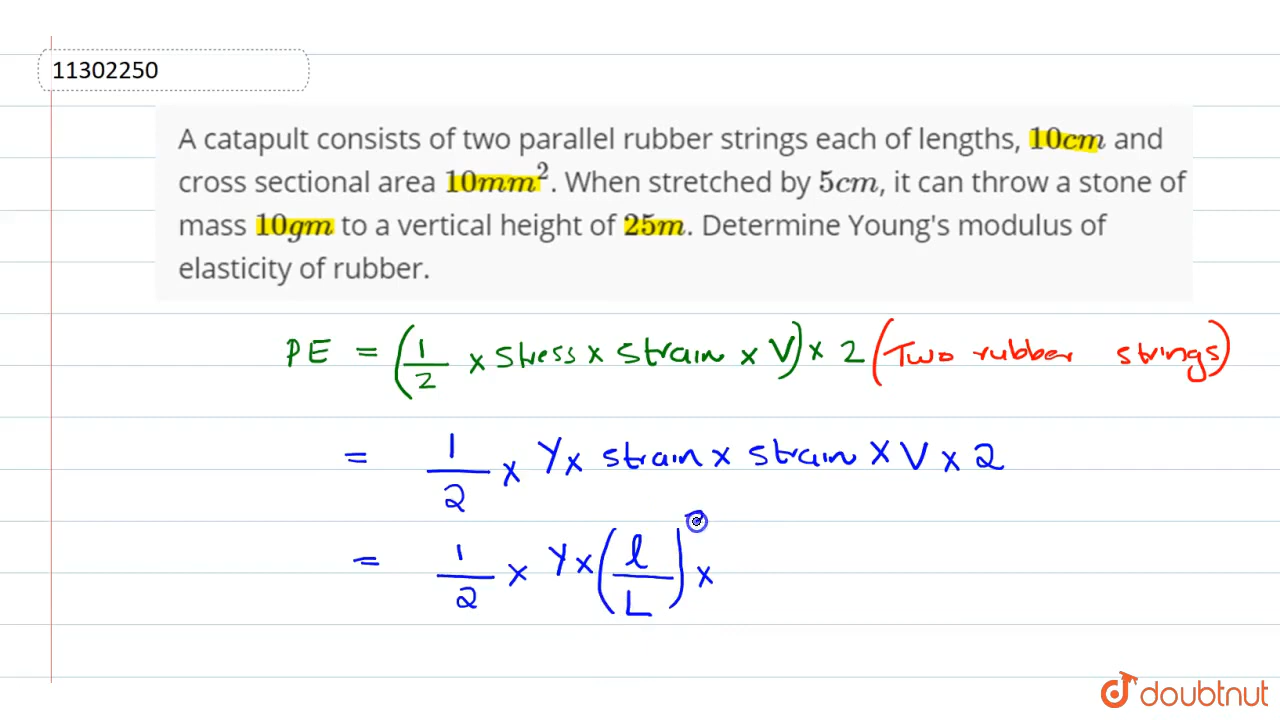 11302250
A catapult consists of two parallel rubber strings each of lengths, 10cm and
cross sectional area 10mm². When stretched by 5cm, it can throw a stone of
mass 10gm to a vertical height of 25m. Determine Young's modulus of
elasticity of rubber.
PE = (1/2 × stress × strain × V) × 2 (Two rubber strings)
= 1/2 × Y × strain × strain × V × 2
= 1/2 × Y × (l/L) ×
doubtnut